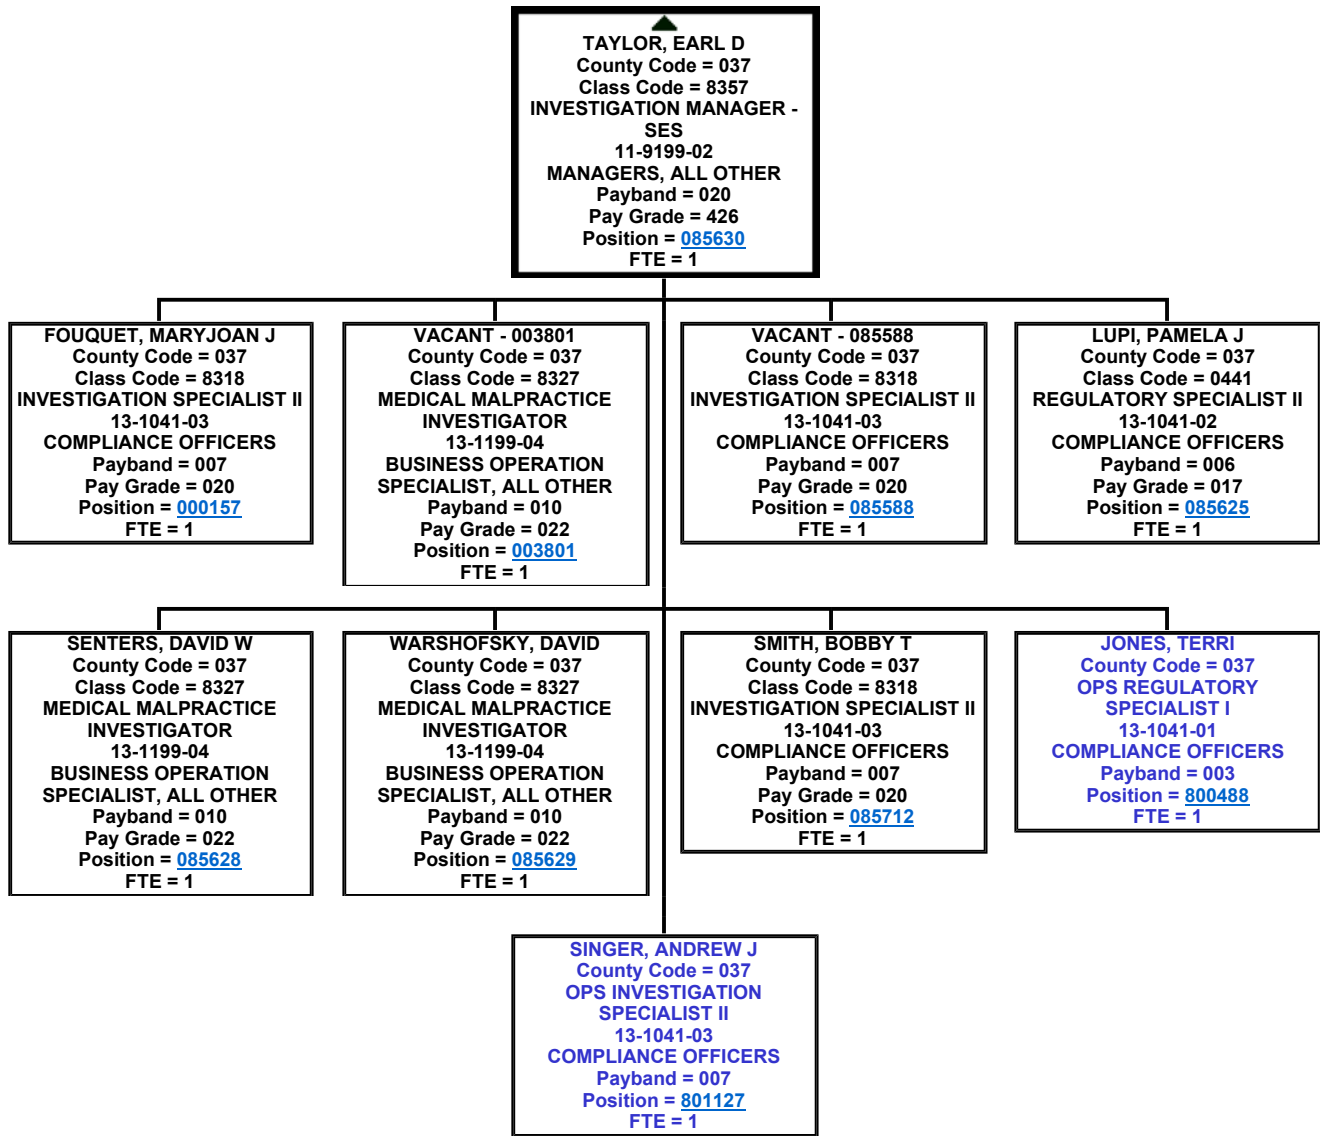 TAYLOR, EARL D
County Code = 037
Class Code = 8357
INVESTIGATION MANAGER -
SES
11-9199-02
MANAGERS, ALL OTHER
Payband = 020
Pay Grade = 426
Position = 085630
FTE = 1
FOUQUET, MARYJOAN J
County Code = 037
Class Code = 8318
INVESTIGATION SPECIALIST II
13-1041-03
COMPLIANCE OFFICERS
Payband = 007
Pay Grade = 020
Position = 000157
FTE = 1
VACANT - 003801
County Code = 037
Class Code = 8327
MEDICAL MALPRACTICE
INVESTIGATOR
13-1199-04
BUSINESS OPERATION
SPECIALIST, ALL OTHER
Payband = 010
Pay Grade = 022
Position = 003801
FTE = 1
VACANT - 085588
County Code = 037
Class Code = 8318
INVESTIGATION SPECIALIST II
13-1041-03
COMPLIANCE OFFICERS
Payband = 007
Pay Grade = 020
Position = 085588
FTE = 1
LUPI, PAMELA J
County Code = 037
Class Code = 0441
REGULATORY SPECIALIST II
13-1041-02
COMPLIANCE OFFICERS
Payband = 006
Pay Grade = 017
Position = 085625
FTE = 1
SENTERS, DAVID W
County Code = 037
Class Code = 8327
MEDICAL MALPRACTICE
INVESTIGATOR
13-1199-04
BUSINESS OPERATION
SPECIALIST, ALL OTHER
Payband = 010
Pay Grade = 022
Position = 085628
FTE = 1
WARSHOFSKY, DAVID
County Code = 037
Class Code = 8327
MEDICAL MALPRACTICE
INVESTIGATOR
13-1199-04
BUSINESS OPERATION
SPECIALIST, ALL OTHER
Payband = 010
Pay Grade = 022
Position = 085629
FTE = 1
SMITH, BOBBY T
County Code = 037
Class Code = 8318
INVESTIGATION SPECIALIST II
13-1041-03
COMPLIANCE OFFICERS
Payband = 007
Pay Grade = 020
Position = 085712
FTE = 1
JONES, TERRI
County Code = 037
OPS REGULATORY
SPECIALIST I
13-1041-01
COMPLIANCE OFFICERS
Payband = 003
Position = 800488
FTE = 1
SINGER, ANDREW J
County Code = 037
OPS INVESTIGATION
SPECIALIST II
13-1041-03
COMPLIANCE OFFICERS
Payband = 007
Position = 801127
FTE = 1